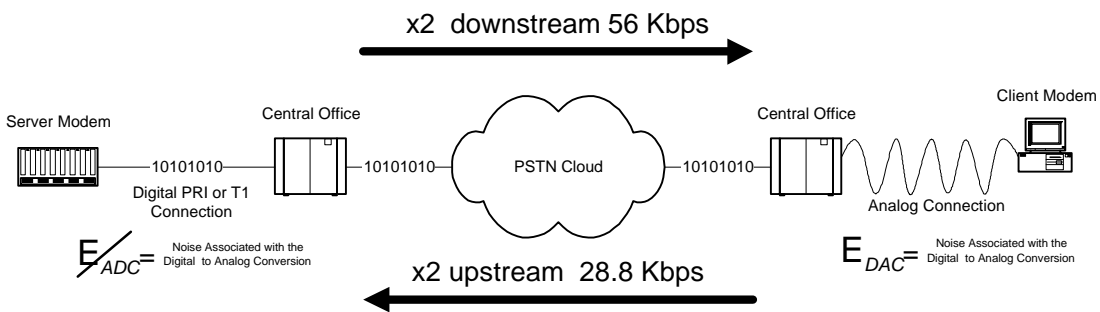 x2 downstream 56 Kbps
Server Modem
Central Office
PSTN Cloud
Central Office
Client Modem
10101010
10101010
10101010
Digital PRI or T1
Connection
Analog Connection
E ADC = Noise Associated with the
Digital to Analog Conversion
E DAC = Noise Associated with the
Digital to Analog Conversion
x2 upstream 28.8 Kbps